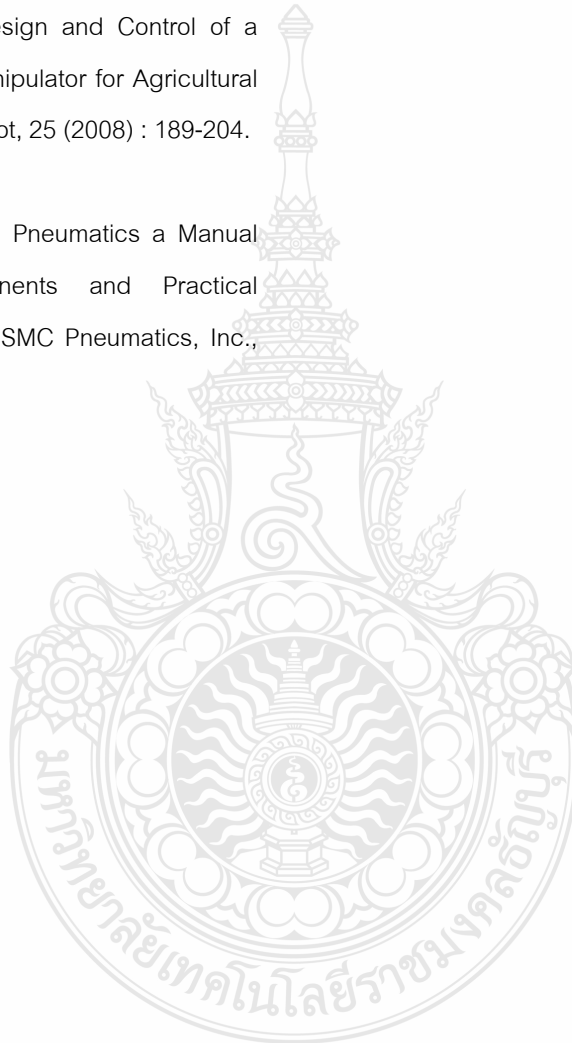 esign and Control of a
nipulator for Agricultural
ot, 25 (2008) : 189-204.
Pneumatics a Manual
nents and Practical
SMC Pneumatics, Inc.,
มหาวิทยาลัยเทคโนโลยีราชมงคลธัญบุรี